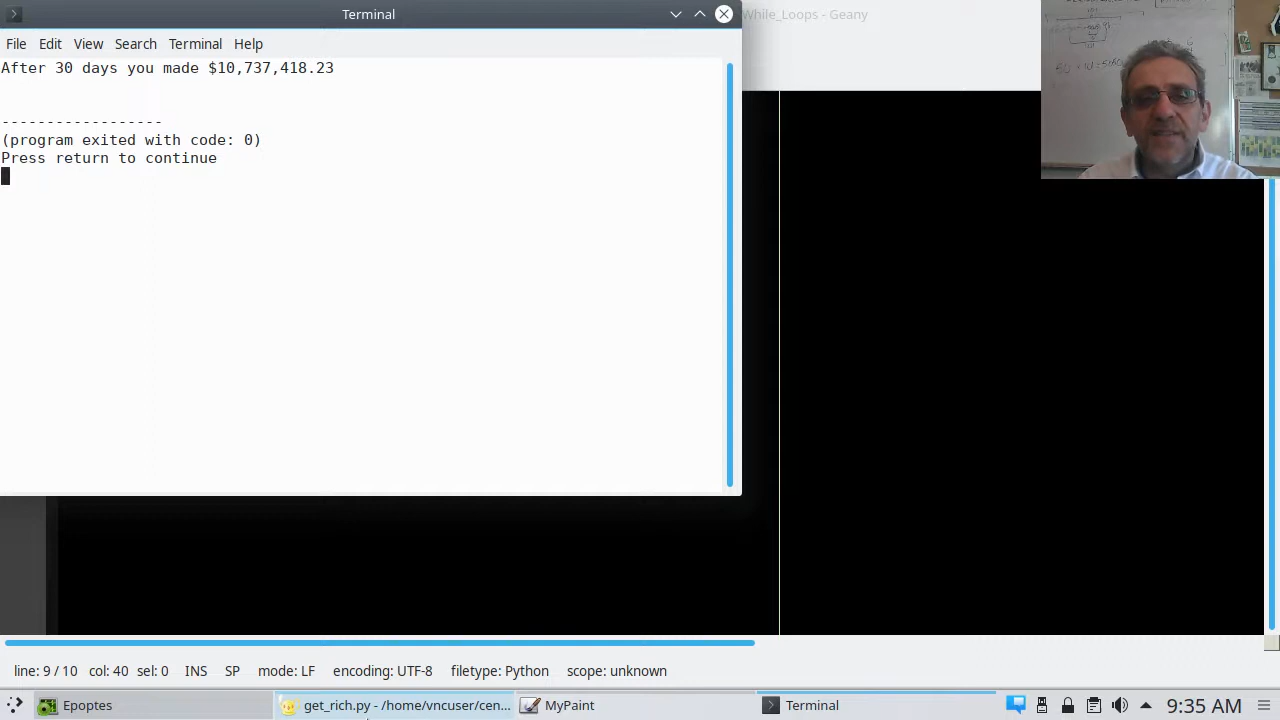 Terminal
While_Loops - Geany
File Edit View Search Terminal Help
After 30 days you made $10,737,418.23
------------------
(program exited with code: 0)
Press return to continue
line: 9 / 10 col: 40 sel: 0 INS SP mode: LF encoding: UTF-8 filetype: Python scope: unknown
Epoptes
get_rich.py - /home/vncuser/cen...
MyPaint
Terminal
9:35 AM